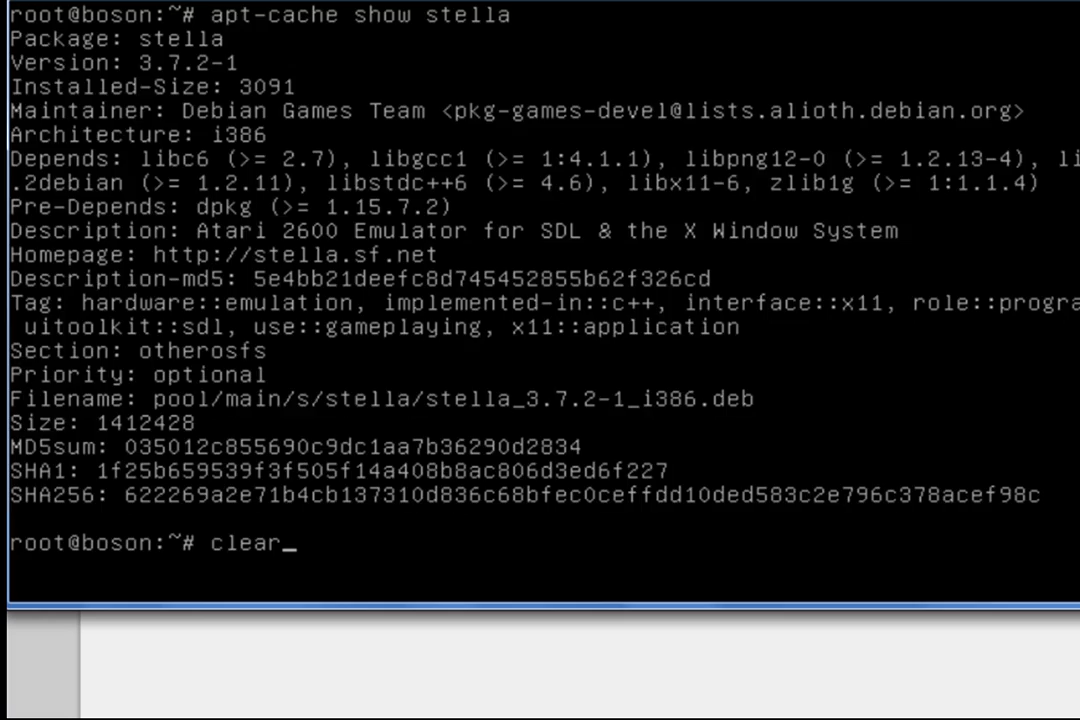 root@boson:~# apt-cache show stella
Package: stella
Version: 3.7.2-1
Installed-Size: 3091
Maintainer: Debian Games Team <pkg-games-devel@lists.alioth.debian.org>
Architecture: i386
Depends: libc6 (>= 2.7), libgcc1 (>= 1:4.1.1), libpng12-0 (>= 1.2.13-4), li
.2debian (>= 1.2.11), libstdc++6 (>= 4.6), libx11-6, zlib1g (>= 1:1.1.4)
Pre-Depends: dpkg (>= 1.15.7.2)
Description: Atari 2600 Emulator for SDL & the X Window System
Homepage: http://stella.sf.net
Description-md5: 5e4bb21deefc8d745452855b62f326cd
Tag: hardware::emulation, implemented-in::c++, interface::x11, role::progra
uitoolkit::sdl, use::gameplaying, x11::application
Section: otherosfs
Priority: optional
Filename: pool/main/s/stella/stella_3.7.2-1_i386.deb
Size: 1412428
MD5sum: 035012c855690c9dc1aa7b36290d2834
SHA1: 1f25b659539f3f505f14a408b8ac806d3ed6f227
SHA256: 622269a2e71b4cb137310d836c68bfec0ceffdd10ded583c2e796c378acef98c
root@boson:~# clear_